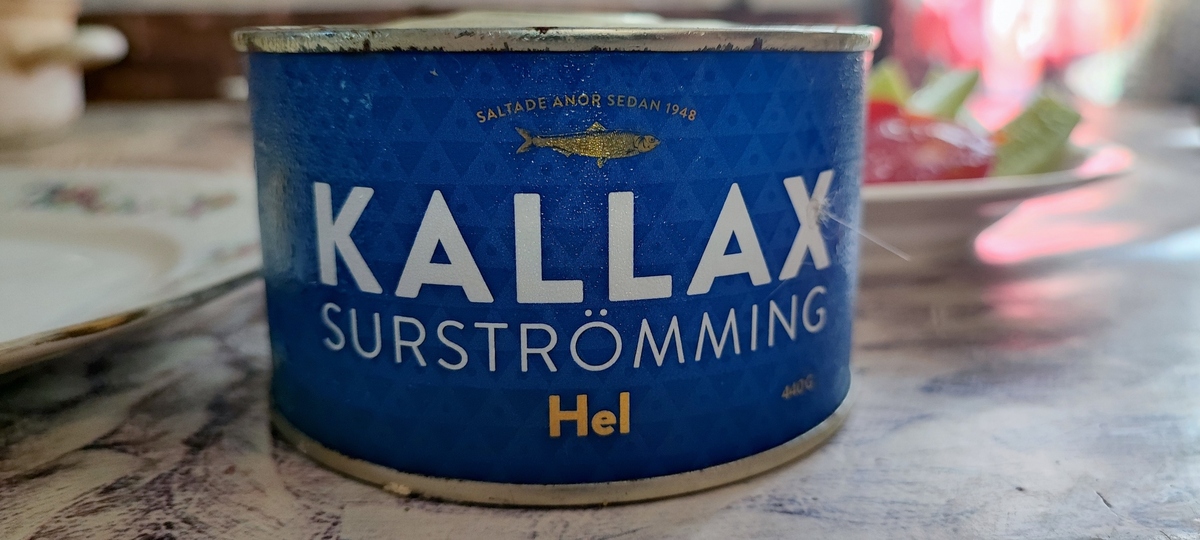 SALTADE ANOR SEDAN 1948
KALLAX
SURSTRÖMMING
Hel
440G